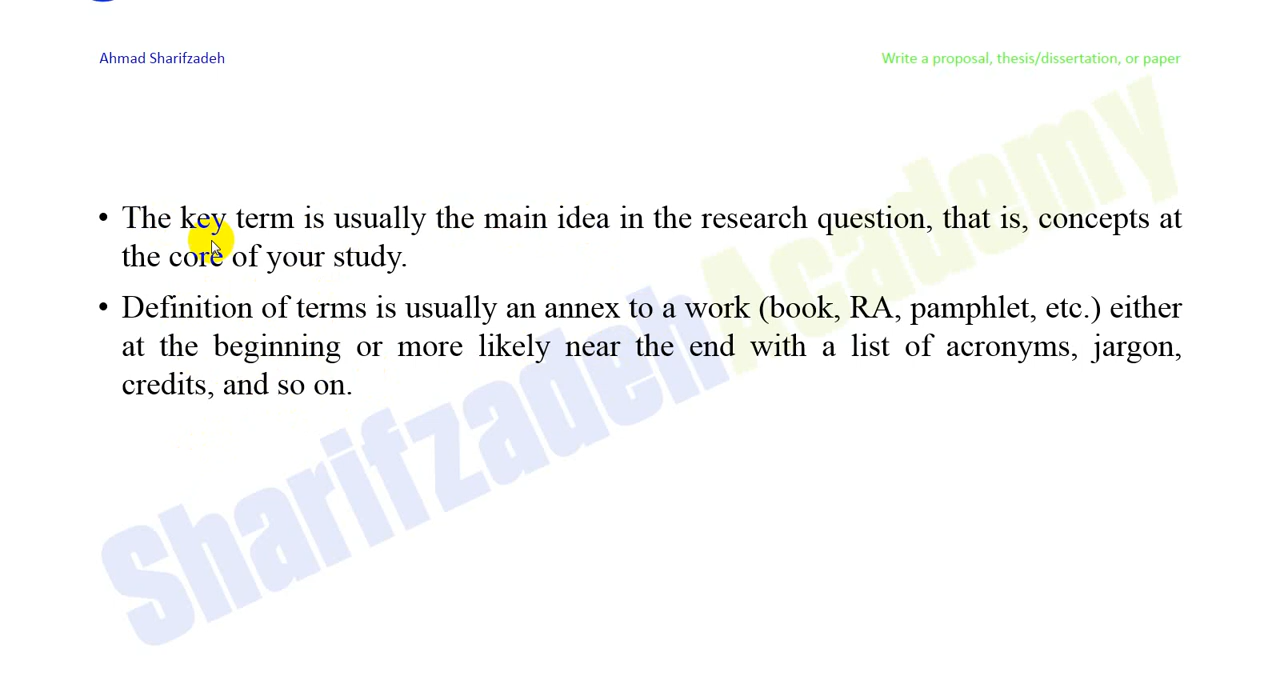 Ahmad Sharifzadeh
Write a proposal, thesis/dissertation, or paper
• The key term is usually the main idea in the research question, that is, concepts at
the core of your study.
• Definition of terms is usually an annex to a work (book, RA, pamphlet, etc.) either
at the beginning or more likely near the end with a list of acronyms, jargon,
credits, and so on.
SharifzadehAcademy